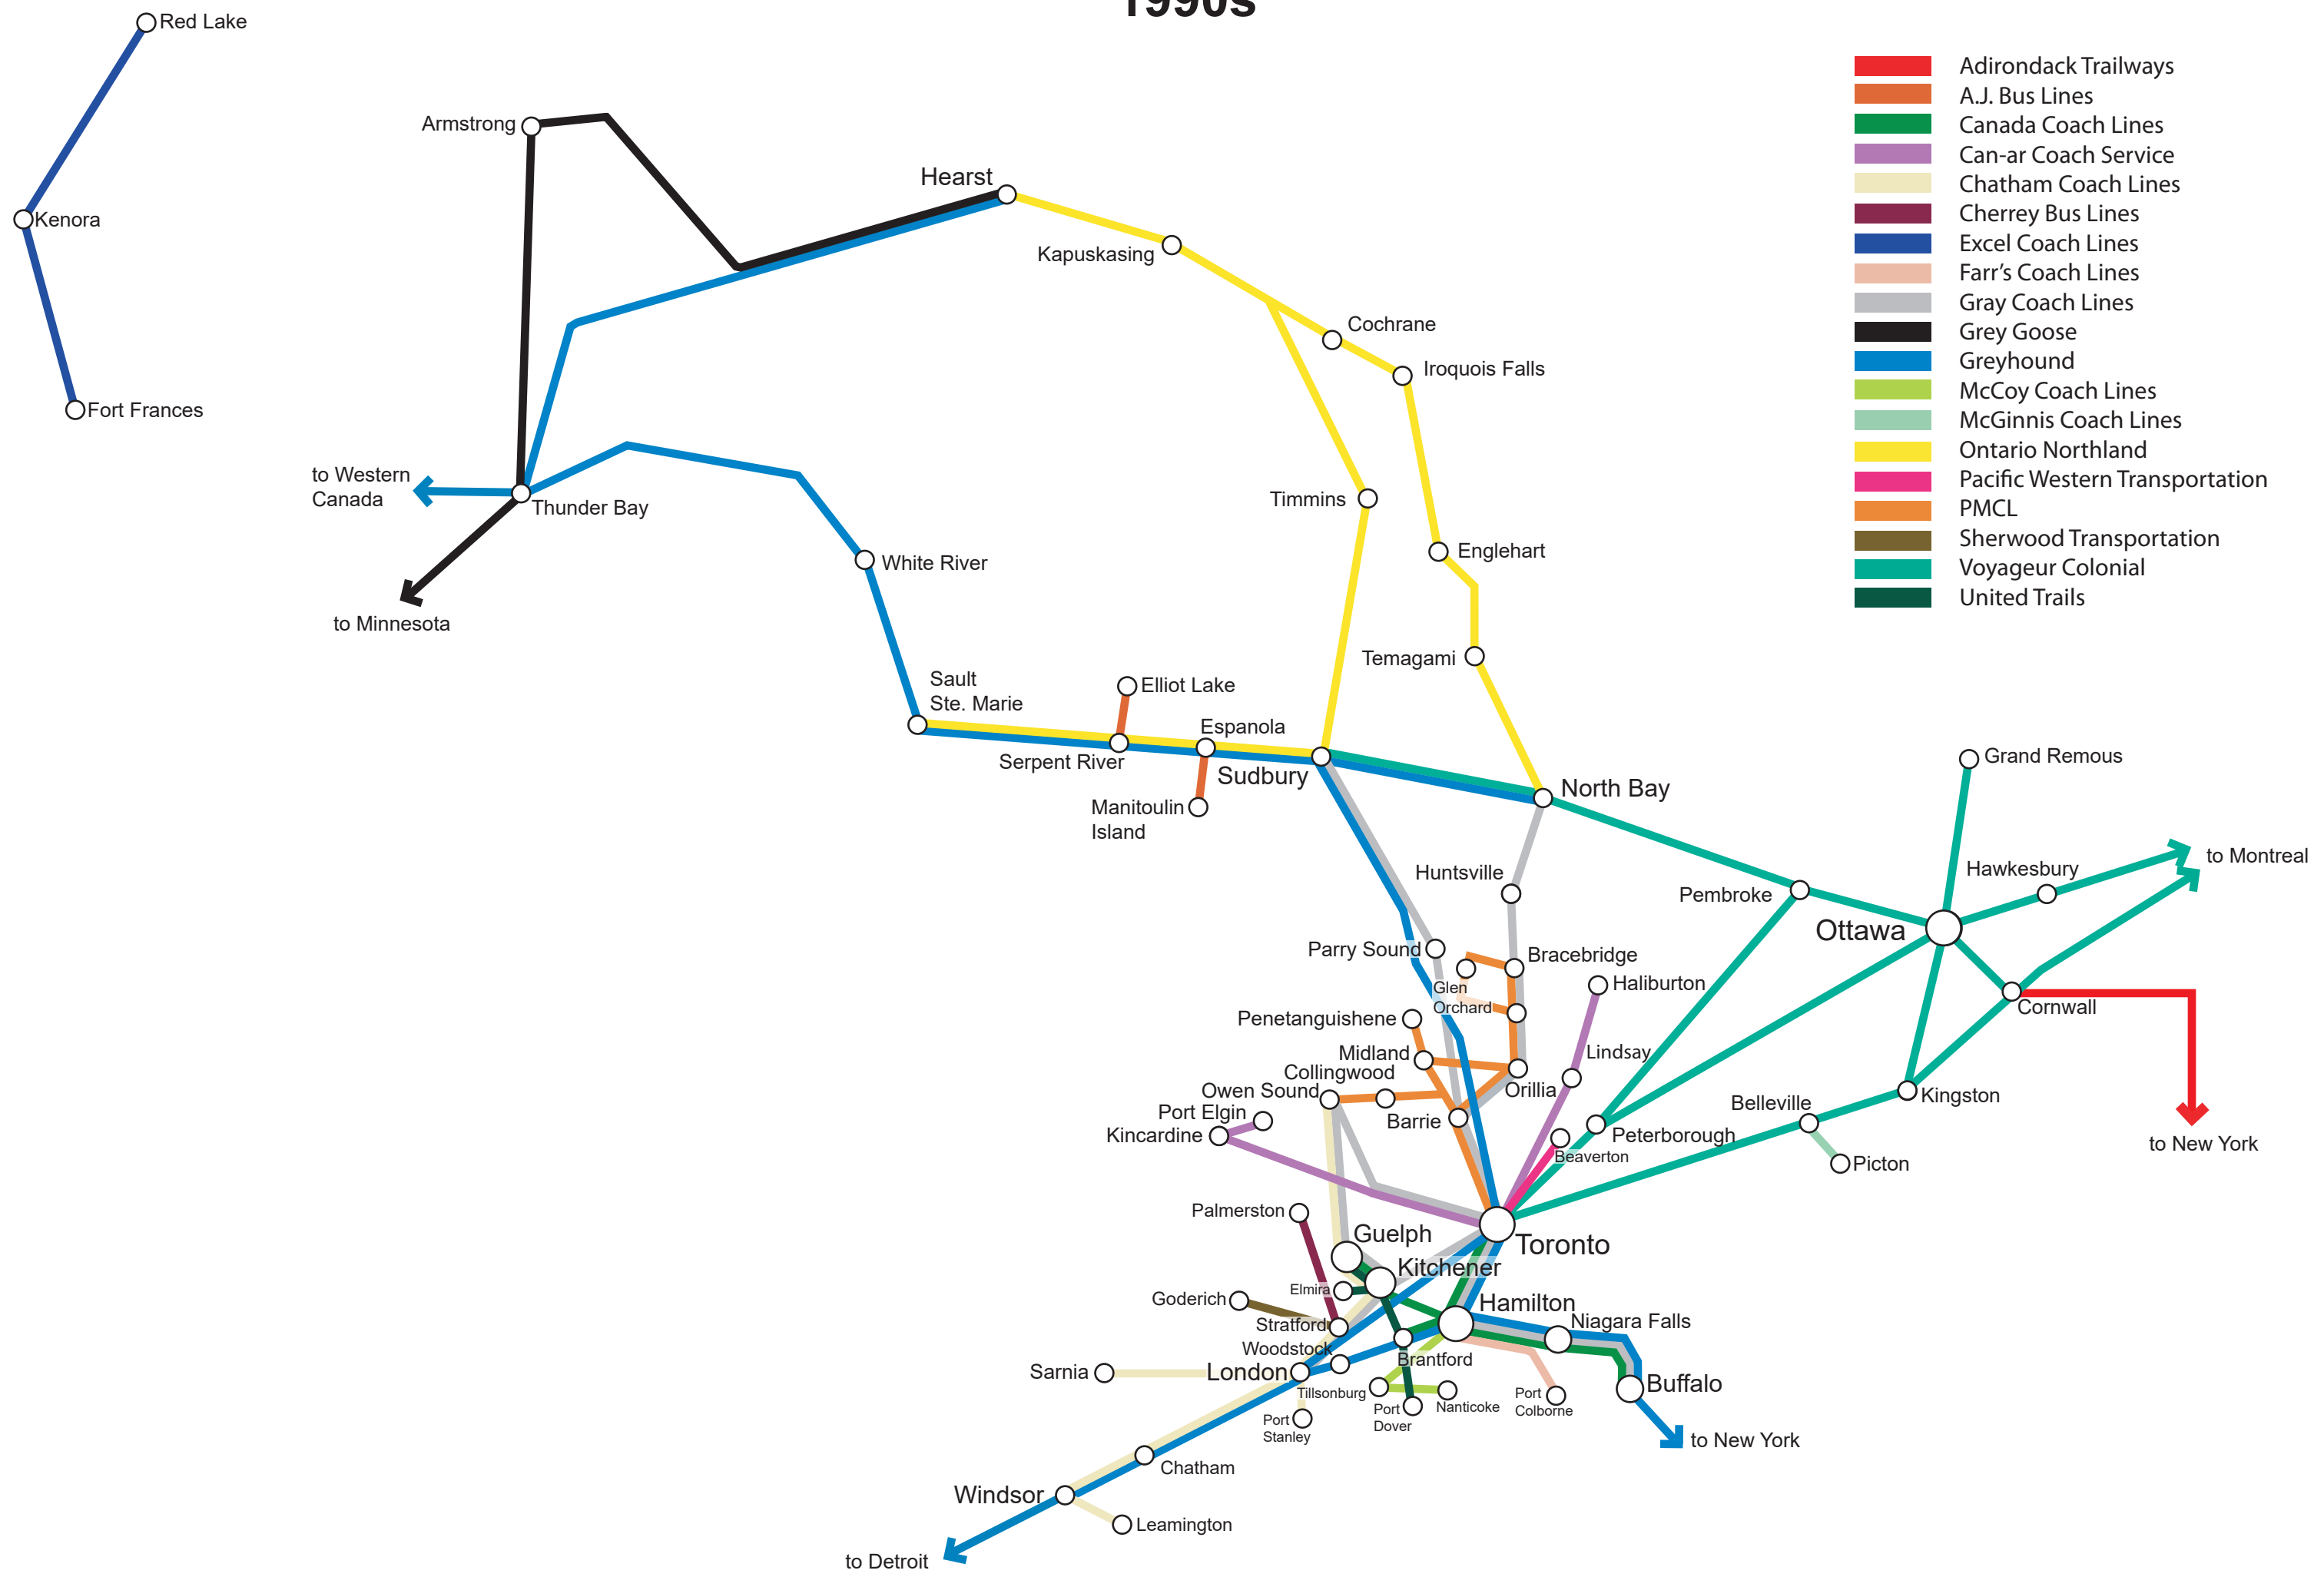 1990s
Red Lake
Kenora
Fort Frances
Armstrong
Hearst
Kapuskasing
Cochrane
Iroquois Falls
to Western
Canada
Thunder Bay
to Minnesota
White River
Timmins
Englehart
Temagami
Sault
Ste. Marie
Elliot Lake
Serpent River
Espanola
Manitoulin
Island
Sudbury
North Bay
Adirondack Trailways
A.J. Bus Lines
Canada Coach Lines
Can-ar Coach Service
Chatham Coach Lines
Cherrey Bus Lines
Excel Coach Lines
Farr's Coach Lines
Gray Coach Lines
Grey Goose
Greyhound
McCoy Coach Lines
McGinnis Coach Lines
Ontario Northland
Pacific Western Transportation
PMCL
Sherwood Transportation
Voyageur Colonial
United Trails
Grand Remous
to Montreal
Hawkesbury
Pembroke
Ottawa
Cornwall
Kingston
Belleville
Picton
to New York
Huntsville
Parry Sound
Bracebridge
Glen
Orchard
Haliburton
Penetanguishene
Midland
Collingwood
Owen Sound
Port Elgin
Kincardine
Barrie
Orillia
Lindsay
Peterborough
Beaverton
Palmerston
Guelph
Toronto
Kitchener
Elmira
Goderich
Stratford
Woodstock
Hamilton
Niagara Falls
Sarnia
London
Brantford
Tillsonburg
Port
Stanley
Port
Dover
Nanticoke
Port
Colborne
Buffalo
to New York
Chatham
Windsor
Leamington
to Detroit